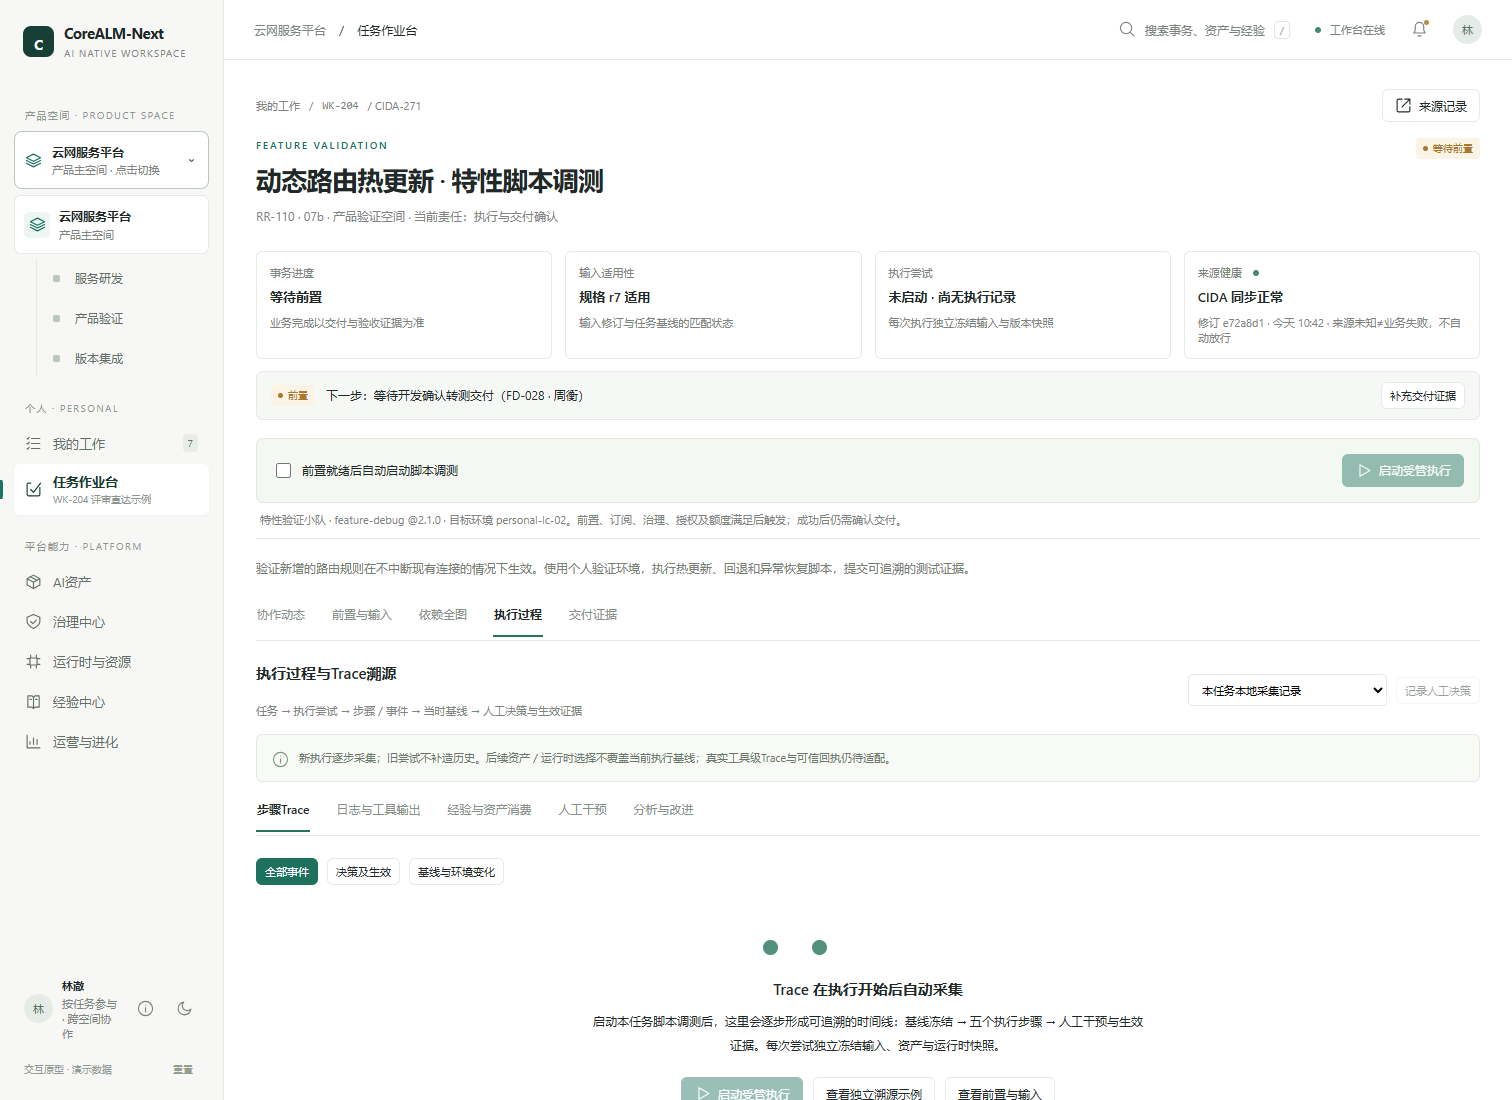 C
CoreALM-Next
AI NATIVE WORKSPACE
产品空间 · PRODUCT SPACE
云网服务平台
产品主空间 · 点击切换
云网服务平台
产品主空间
服务研发
产品验证
版本集成
个人 · PERSONAL
我的工作
7
任务作业台
WK-204 评审直达示例
平台能力 · PLATFORM
AI资产
治理中心
运行时与资源
经验中心
运营与进化
林
林澈
按任务参与
· 跨空间协
作
交互原型 · 演示数据
重置
云网服务平台 / 任务作业台
搜索事务、资产与经验 /
工作台在线
林
我的工作 / WK-204 / CIDA-271
来源记录
FEATURE VALIDATION
等待前置
动态路由热更新 · 特性脚本调测
RR-110 · 07b · 产品验证空间 · 当前责任：执行与交付确认
事务进度
等待前置
业务完成以交付与验收证据为准
输入适用性
规格 r7 适用
输入修订与任务基线的匹配状态
执行尝试
未启动 · 尚无执行记录
每次执行独立冻结输入与版本快照
来源健康
CIDA 同步正常
修订 e72a8d1 · 今天 10:42 · 来源未知≠业务失败，不自
动放行
前置
下一步：等待开发确认转测交付（FD-028 · 周衡）
补充交付证据
前置就绪后自动启动脚本调测
启动受管执行
特性验证小队 · feature-debug @2.1.0 · 目标环境 personal-lc-02。前置、订阅、治理、授权及额度满足后触发；成功后仍需确认交付。
验证新增的路由规则在不中断现有连接的情况下生效。使用个人验证环境，执行热更新、回退和异常恢复脚本，提交可追溯的测试证据。
协作动态
前置与输入
依赖全图
执行过程
交付证据
执行过程与Trace溯源
任务 → 执行尝试 → 步骤 / 事件 → 当时基线 → 人工决策与生效证据
本任务本地采集记录
记录人工决策
新执行逐步采集；旧尝试不补造历史。后续资产 / 运行时选择不覆盖当前执行基线；真实工具级Trace与可信回执仍待适配。
步骤Trace
日志与工具输出
经验与资产消费
人工干预
分析与改进
全部事件
决策及生效
基线与环境变化
Trace 在执行开始后自动采集
启动本任务脚本调测后，这里会逐步形成可追溯的时间线：基线冻结 → 五个执行步骤 → 人工干预与生效
证据。每次尝试独立冻结输入、资产与运行时快照。
启动受管执行
查看独立溯源示例
查看前置与输入